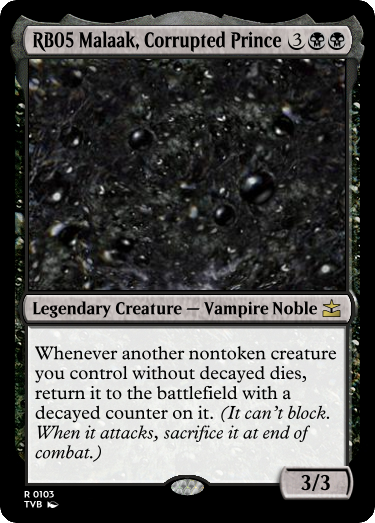 RB05 Malaak, Corrupted Prince 3
Legendary Creature — Vampire Noble
Whenever another nontoken creature
you control without decayed dies,
return it to the battlefield with a
decayed counter on it. (It can't block.
When it attacks, sacrifice it at end of
combat.)
3/3
R 0103
TVB